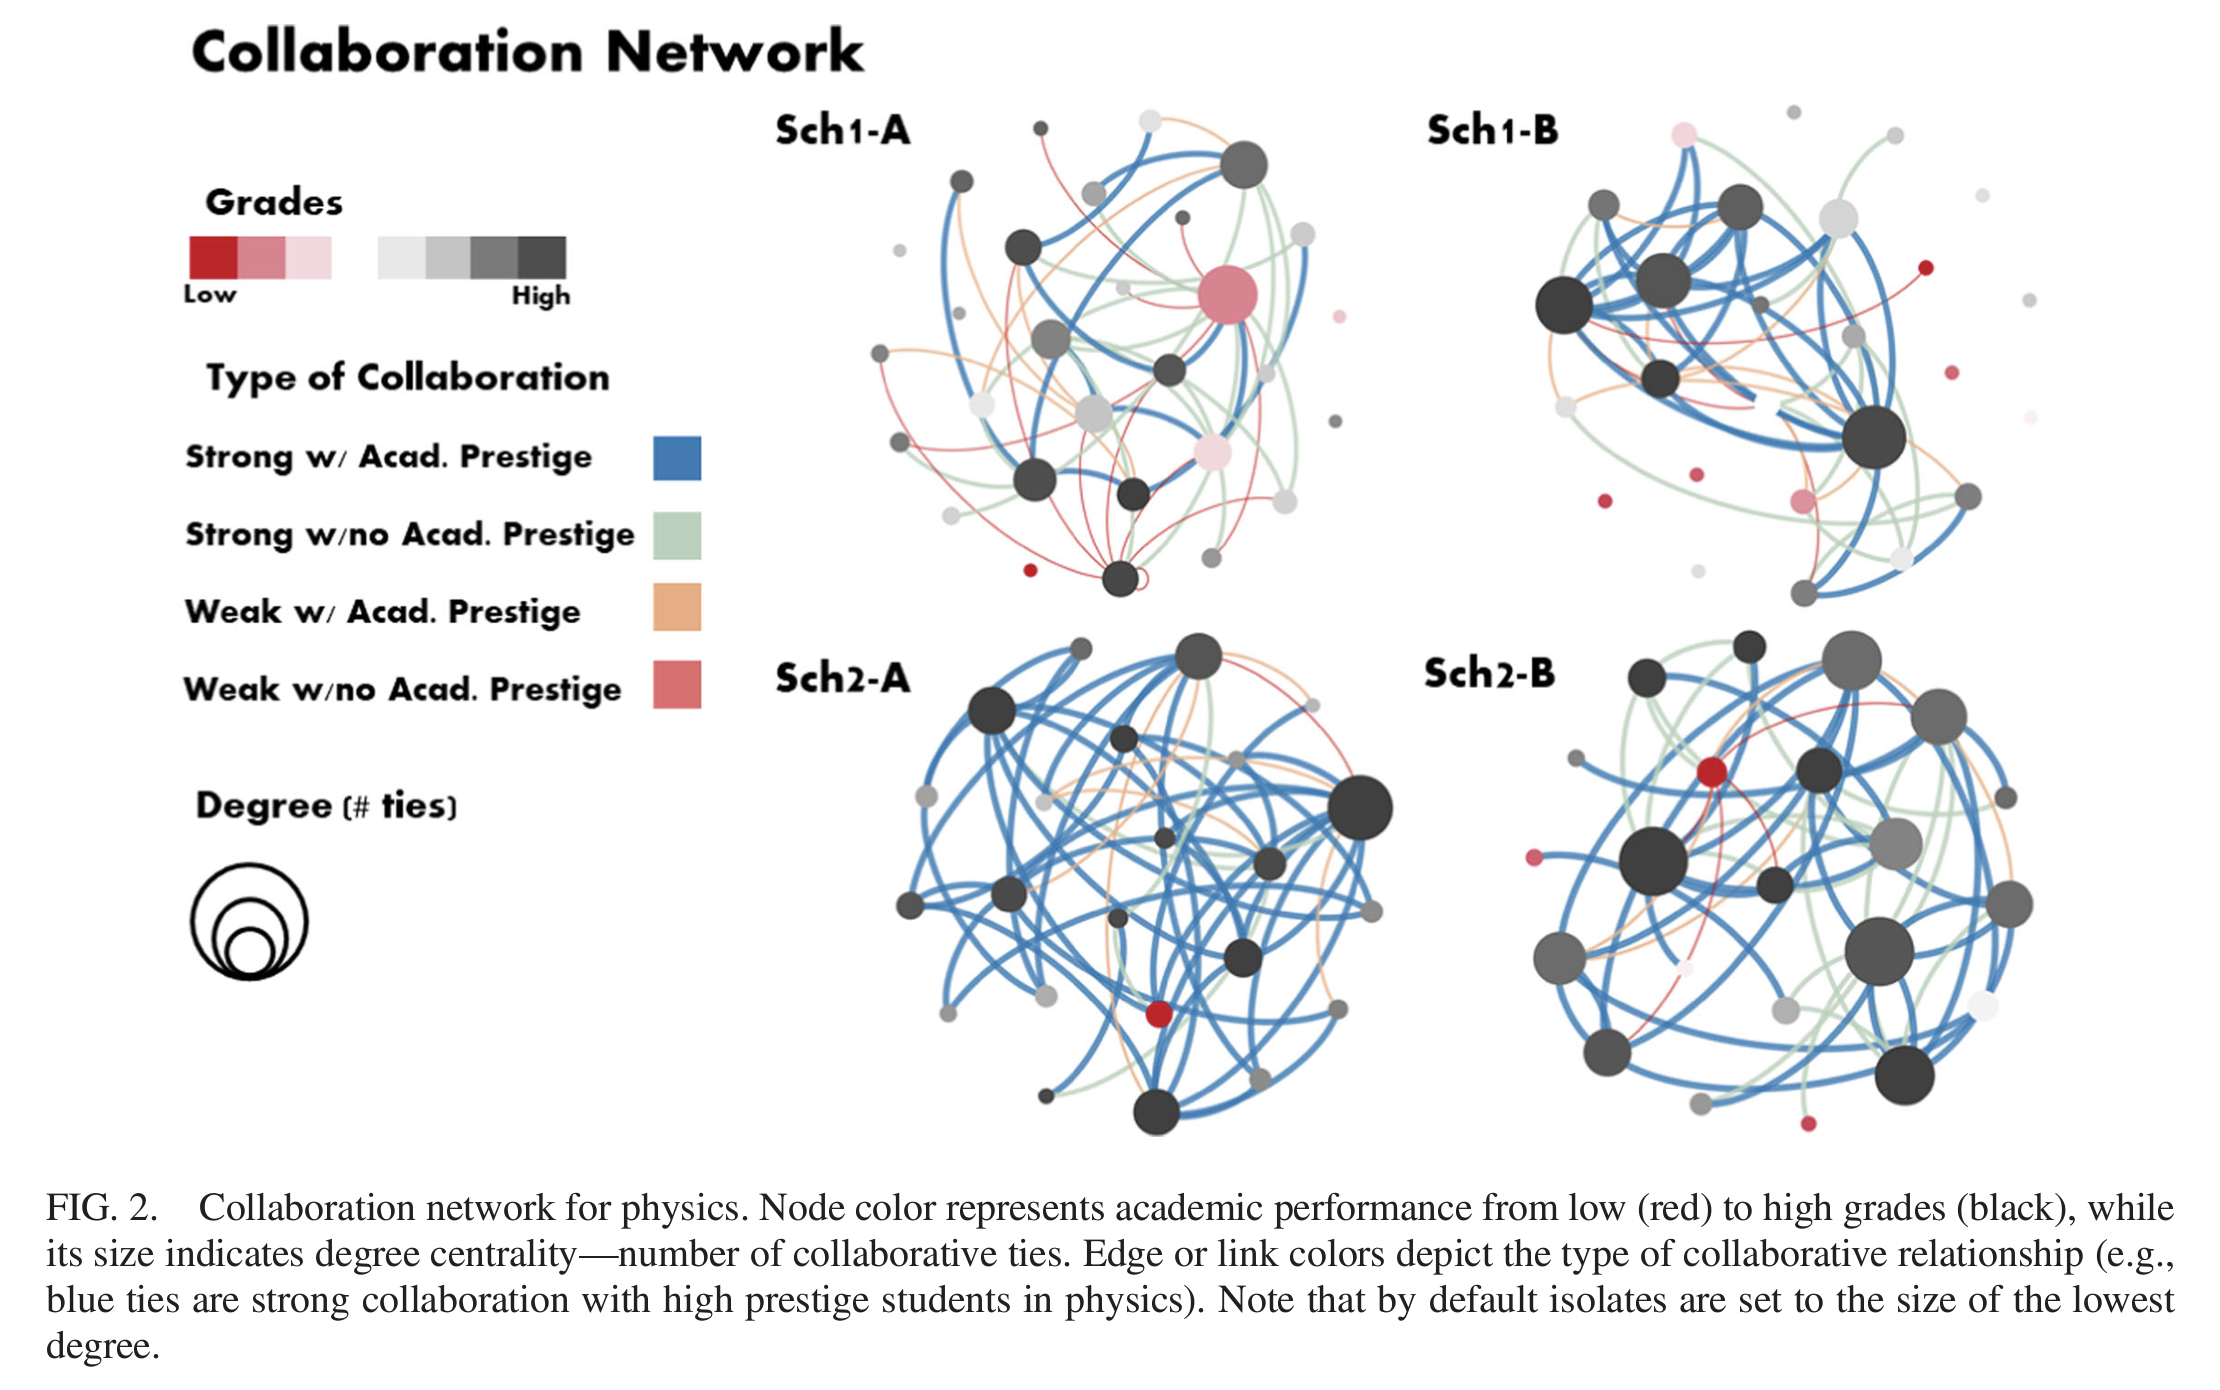 Collaboration Network
Sch1-A
Sch1-B
Grades
Low
High
Type of Collaboration
Strong w/ Acad. Prestige
Strong w/no Acad. Prestige
Weak w/ Acad. Prestige
Weak w/no Acad. Prestige
Sch2-A
Sch2-B
Degree (# ties)
FIG. 2. Collaboration network for physics. Node color represents academic performance from low (red) to high grades (black), while
its size indicates degree centrality—number of collaborative ties. Edge or link colors depict the type of collaborative relationship (e.g.,
blue ties are strong collaboration with high prestige students in physics). Note that by default isolates are set to the size of the lowest
degree.